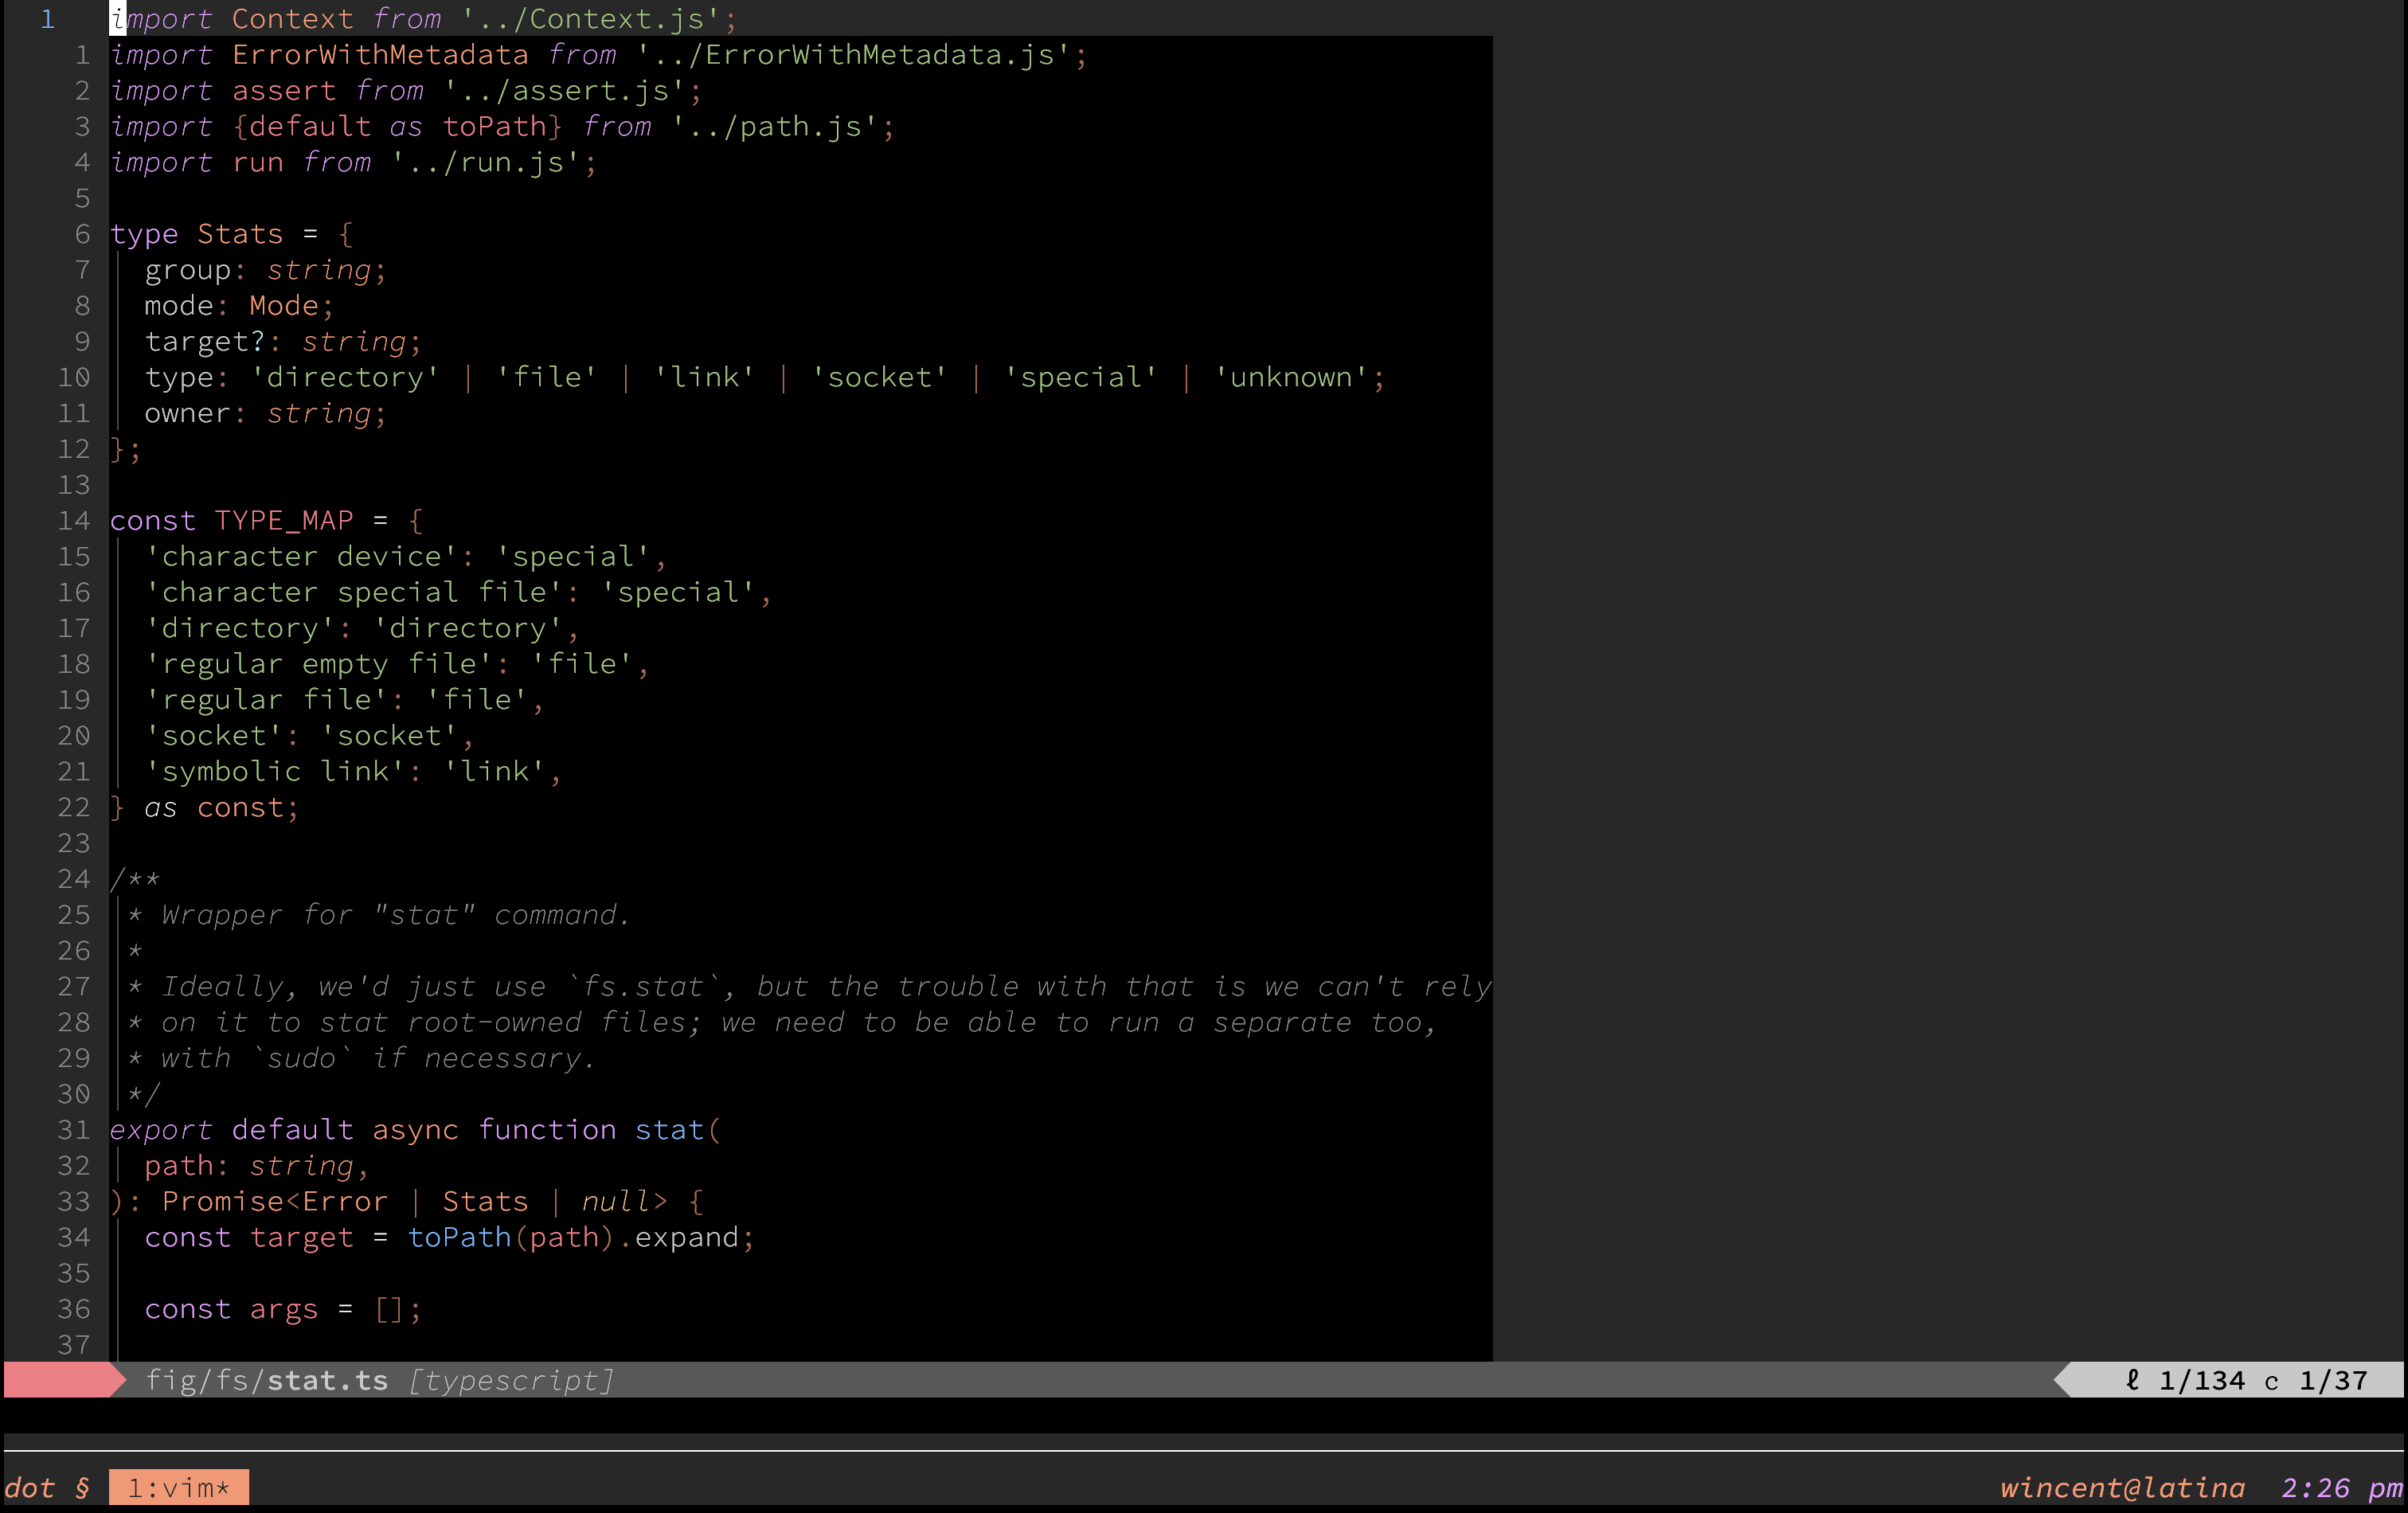 1 import Context from '../Context.js';
1 import ErrorWithMetadata from '../ErrorWithMetadata.js';
2 import assert from '../assert.js';
3 import {default as toPath} from '../path.js';
4 import run from '../run.js';
5
6 type Stats = {
7   group: string;
8   mode: Mode;
9   target?: string;
10   type: 'directory' | 'file' | 'link' | 'socket' | 'special' | 'unknown';
11   owner: string;
12 };
13
14 const TYPE_MAP = {
15   'character device': 'special',
16   'character special file': 'special',
17   'directory': 'directory',
18   'regular empty file': 'file',
19   'regular file': 'file',
20   'socket': 'socket',
21   'symbolic link': 'link',
22 } as const;
23
24 /**
25  * Wrapper for "stat" command.
26  *
27  * Ideally, we'd just use `fs.stat`, but the trouble with that is we can't rely
28  * on it to stat root-owned files; we need to be able to run a separate too,
29  * with `sudo` if necessary.
30  */
31 export default async function stat(
32   path: string,
33 ): Promise<Error | Stats | null> {
34   const target = toPath(path).expand;
35
36   const args = [];
37
fig/fs/stat.ts [typescript] ℓ 1/134 c 1/37
dot § 1:vim* wincent@latina 2:26 pm